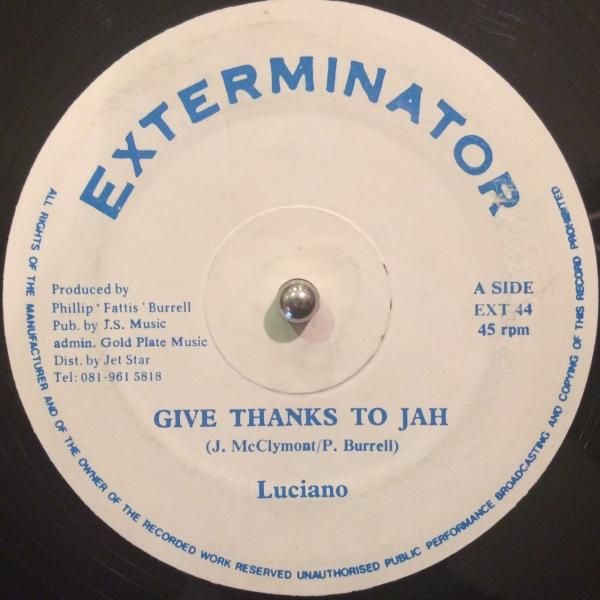 EXTERMINATOR
Produced by
Phillip 'Fattis' Burrell
Pub. by J.S. Music
admin. Gold Plate Music
Dist. by Jet Star
Tel: 081-961 5818
A SIDE
EXT 44
45 rpm
GIVE THANKS TO JAH
(J. McClymont/P. Burrell)
Luciano
ALL RIGHTS OF THE MANUFACTURER AND OF THE OWNER OF THE RECORDED WORK RESERVED UNAUTHORISED PUBLIC PERFORMANCE BROADCASTING AND COPYING OF THIS RECORD PROHIBITED